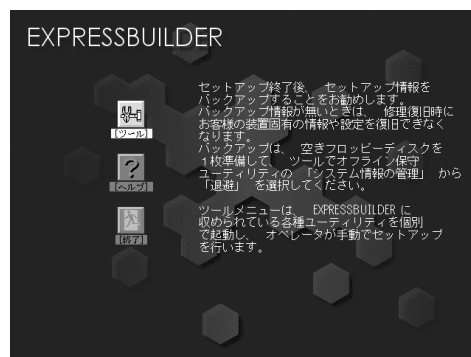 EXPRESSBUILDER
セットアップ終了後、 セットアップ情報を
バックアップすることをお勧めします。
バックアップ情報が無いときは、 修理復旧時に
お客様の装置固有の情報や設定を復旧できなく
なります。
バックアップは、 空きフロッピーディスクを
1枚準備して、 ツールでオフライン保守
ユーティリティの 「システム情報の管理」 から
「退避」 を選択してください。
ツールメニューは、 EXPRESSBUILDER に
収められている各種ユーティリティを個別
で起動し、 オペレータが手動でセットアップ
を行います。
[ツール]
?
[ヘルプ]
[終了]